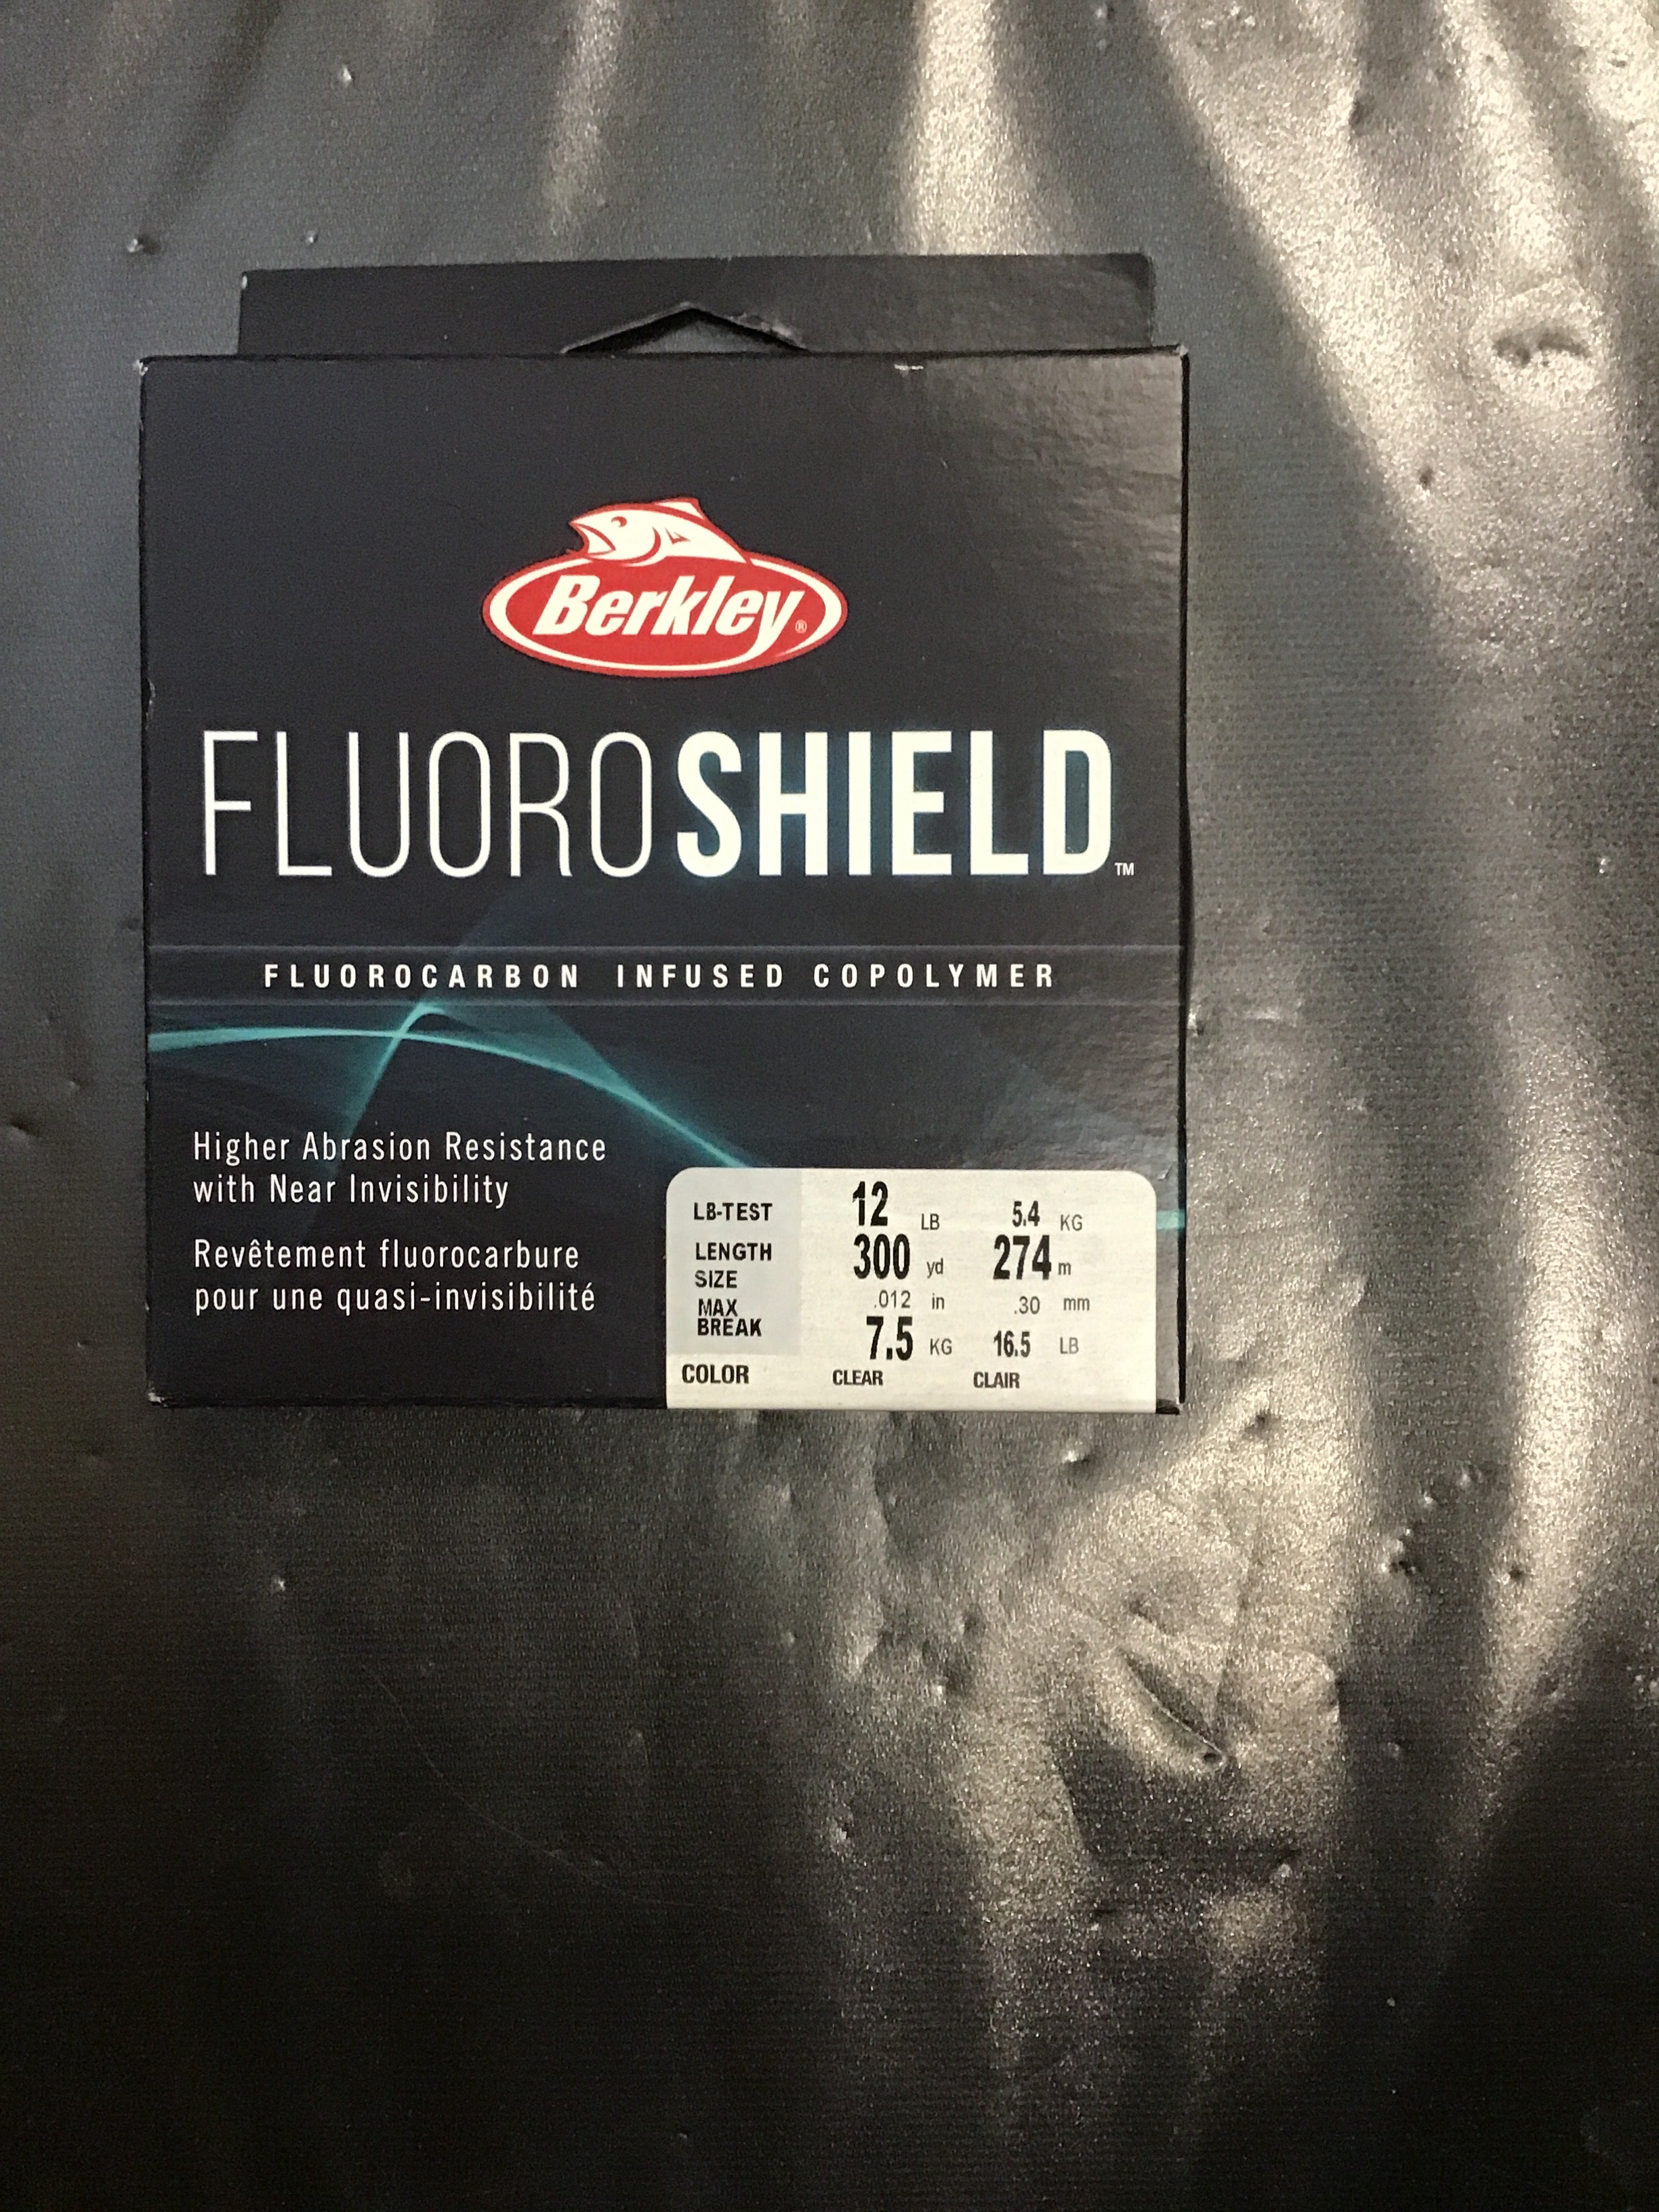 Berkley®
FLUOROSHIELD™
FLUOROCARBON INFUSED COPOLYMER
Higher Abrasion Resistance
with Near Invisibility
Revêtement fluorocarbure
pour une quasi-invisibilité
LB-TEST 12 LB 5.4 KG
LENGTH 300 yd 274 m
SIZE .012 in .30 mm
MAX
BREAK 7.5 KG 16.5 LB
COLOR CLEAR CLAIR